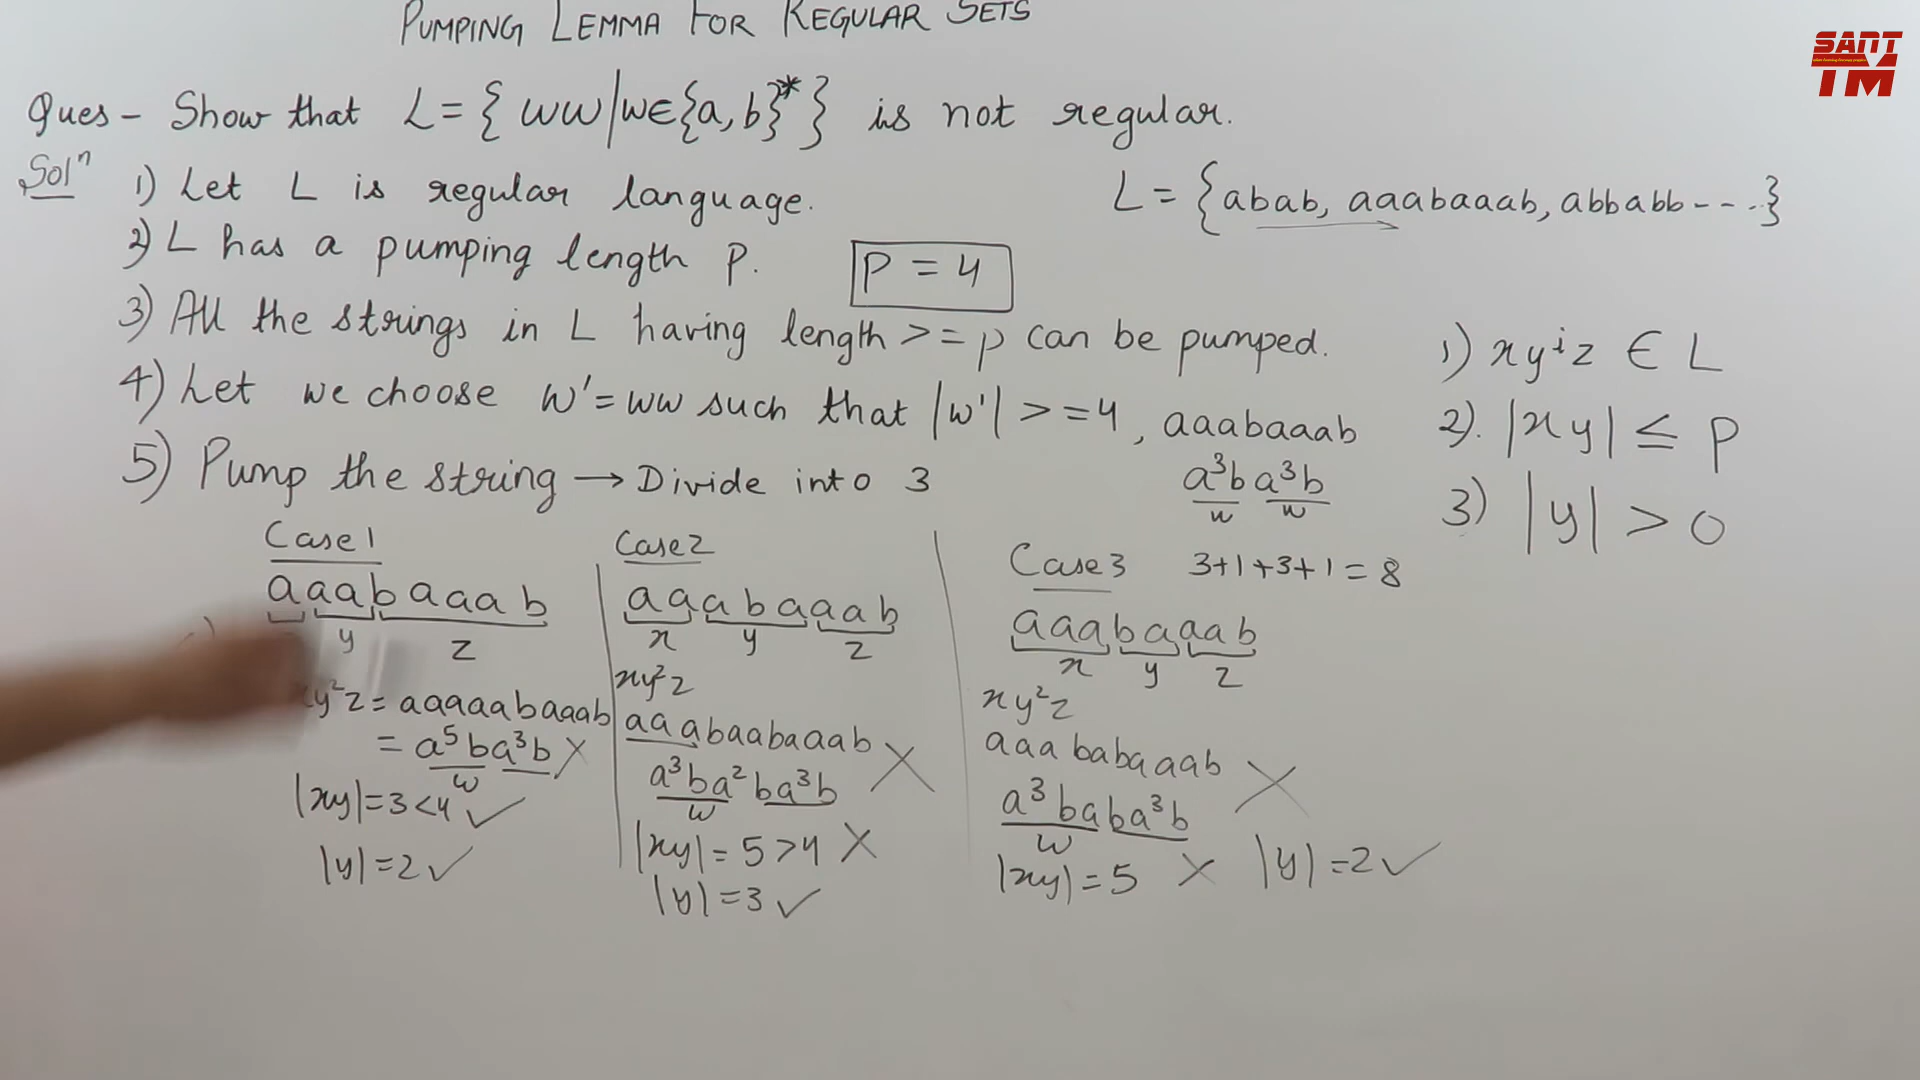 PUMPING LEMMA FOR REGULAR SETS
SANT
TM
Ques - Show that L = { ww | w ∈ {a, b}* } is not regular.
Solⁿ
1) Let L is regular language.
L = {abab, aaabaaab, abbabb - - - .}
2) L has a pumping length P.
P = 4
3) All the strings in L having length >= p can be pumped.
1) xyⁱz ∈ L
4) Let we choose w' = ww such that |w'| >= 4, aaabaaab
2). |xy| ≤ P
5) Pump the string → Divide into 3
a³b a³b
w w
3) |y| > 0
Case 1
aaabaaab
y z
xy²z = aaaaabaaab
= a⁵ba³b ×
w
|xy| = 3 < 4 ✓
|y| = 2 ✓
Case 2
aaabaaab
x y z
xy²z
aaabaabaaab ×
a³ba²ba³b
w
|xy| = 5 > 4 ×
|y| = 3 ✓
Case 3
3+1+3+1 = 8
aaabaaab
x y z
xy²z
aaababaaab ×
a³baba³b
w
|xy| = 5 × |y| = 2 ✓